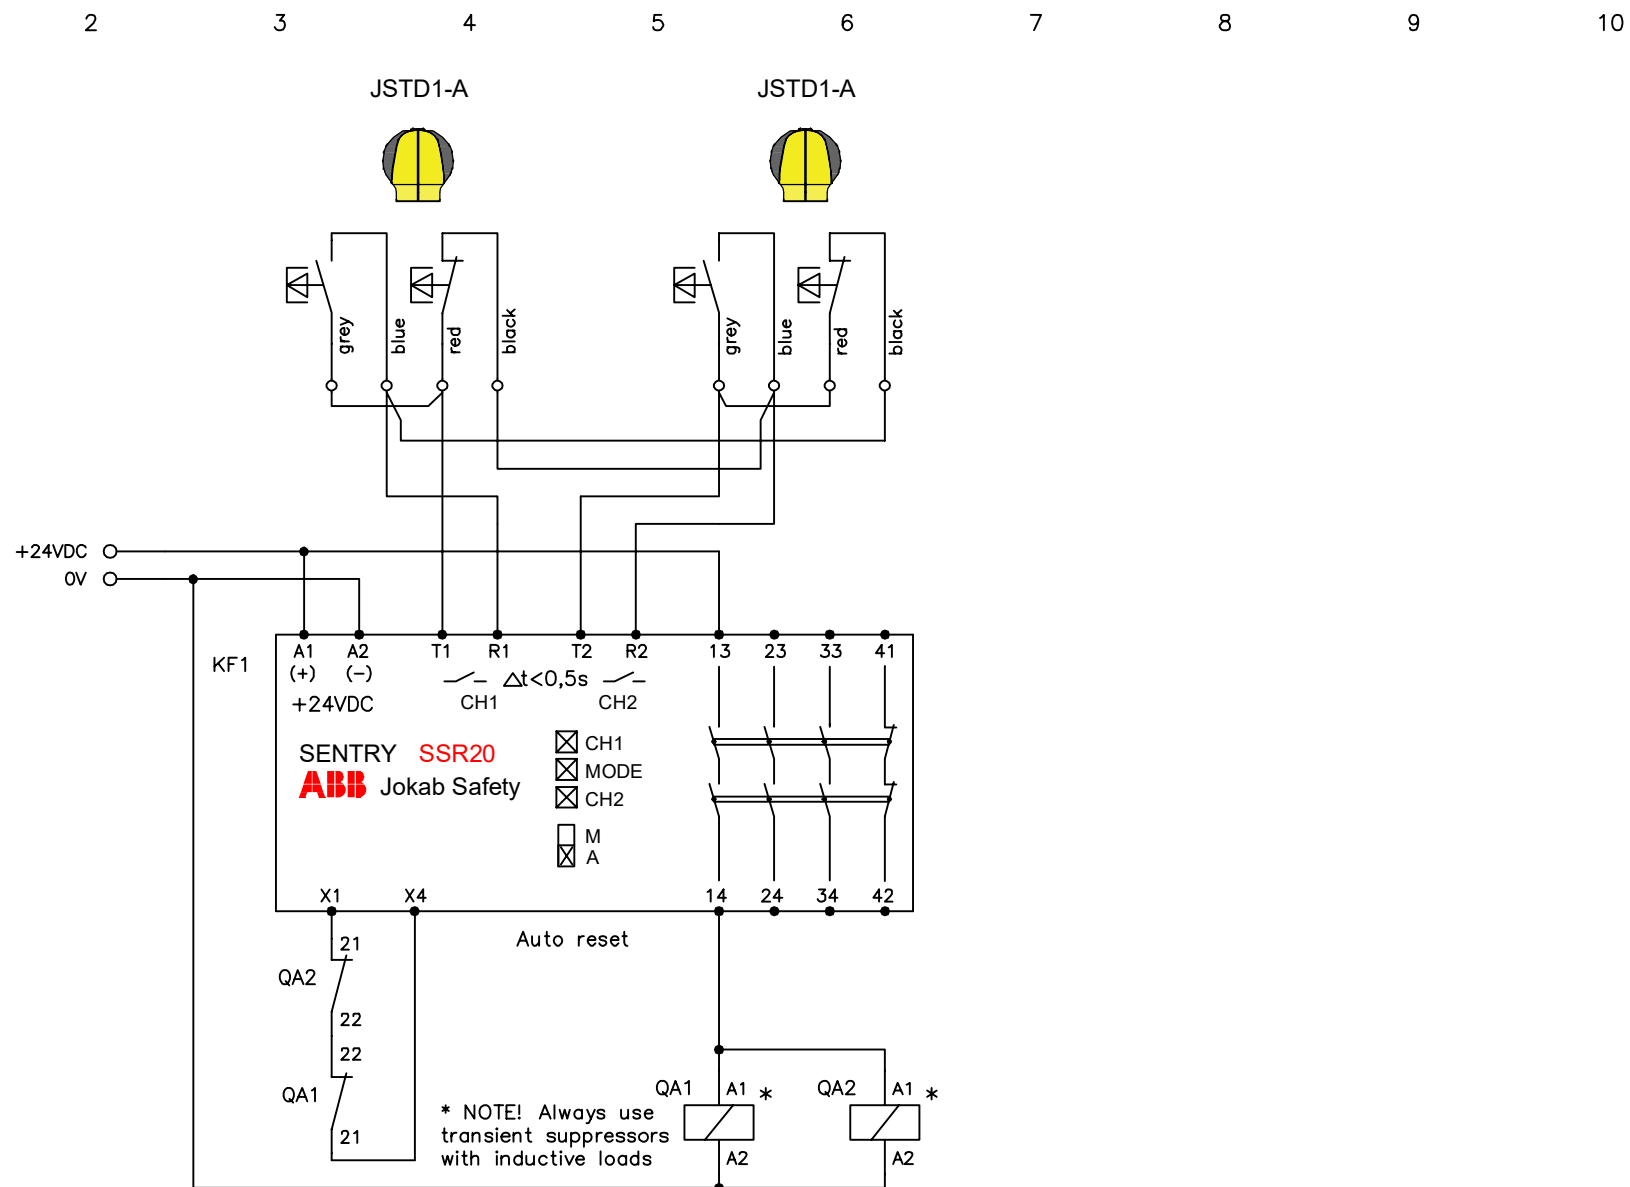 2 3 4 5 6 7 8 9 10
JSTD1-A JSTD1-A
grey blue red black grey blue red black
+24VDC
0V
KF1 A1 A2 T1 R1 T2 R2 13 23 33 41
(+) (−) Δt<0,5s
+24VDC CH1 CH2
SENTRY SSR20 CH1
ABB Jokab Safety MODE
CH2
M
A
X1 X4 14 24 34 42
Auto reset
21
QA2
22
22
QA1
21
QA1 A1 * QA2 A1 *
* NOTE! Always use
transient suppressors
with inductive loads
A2 A2